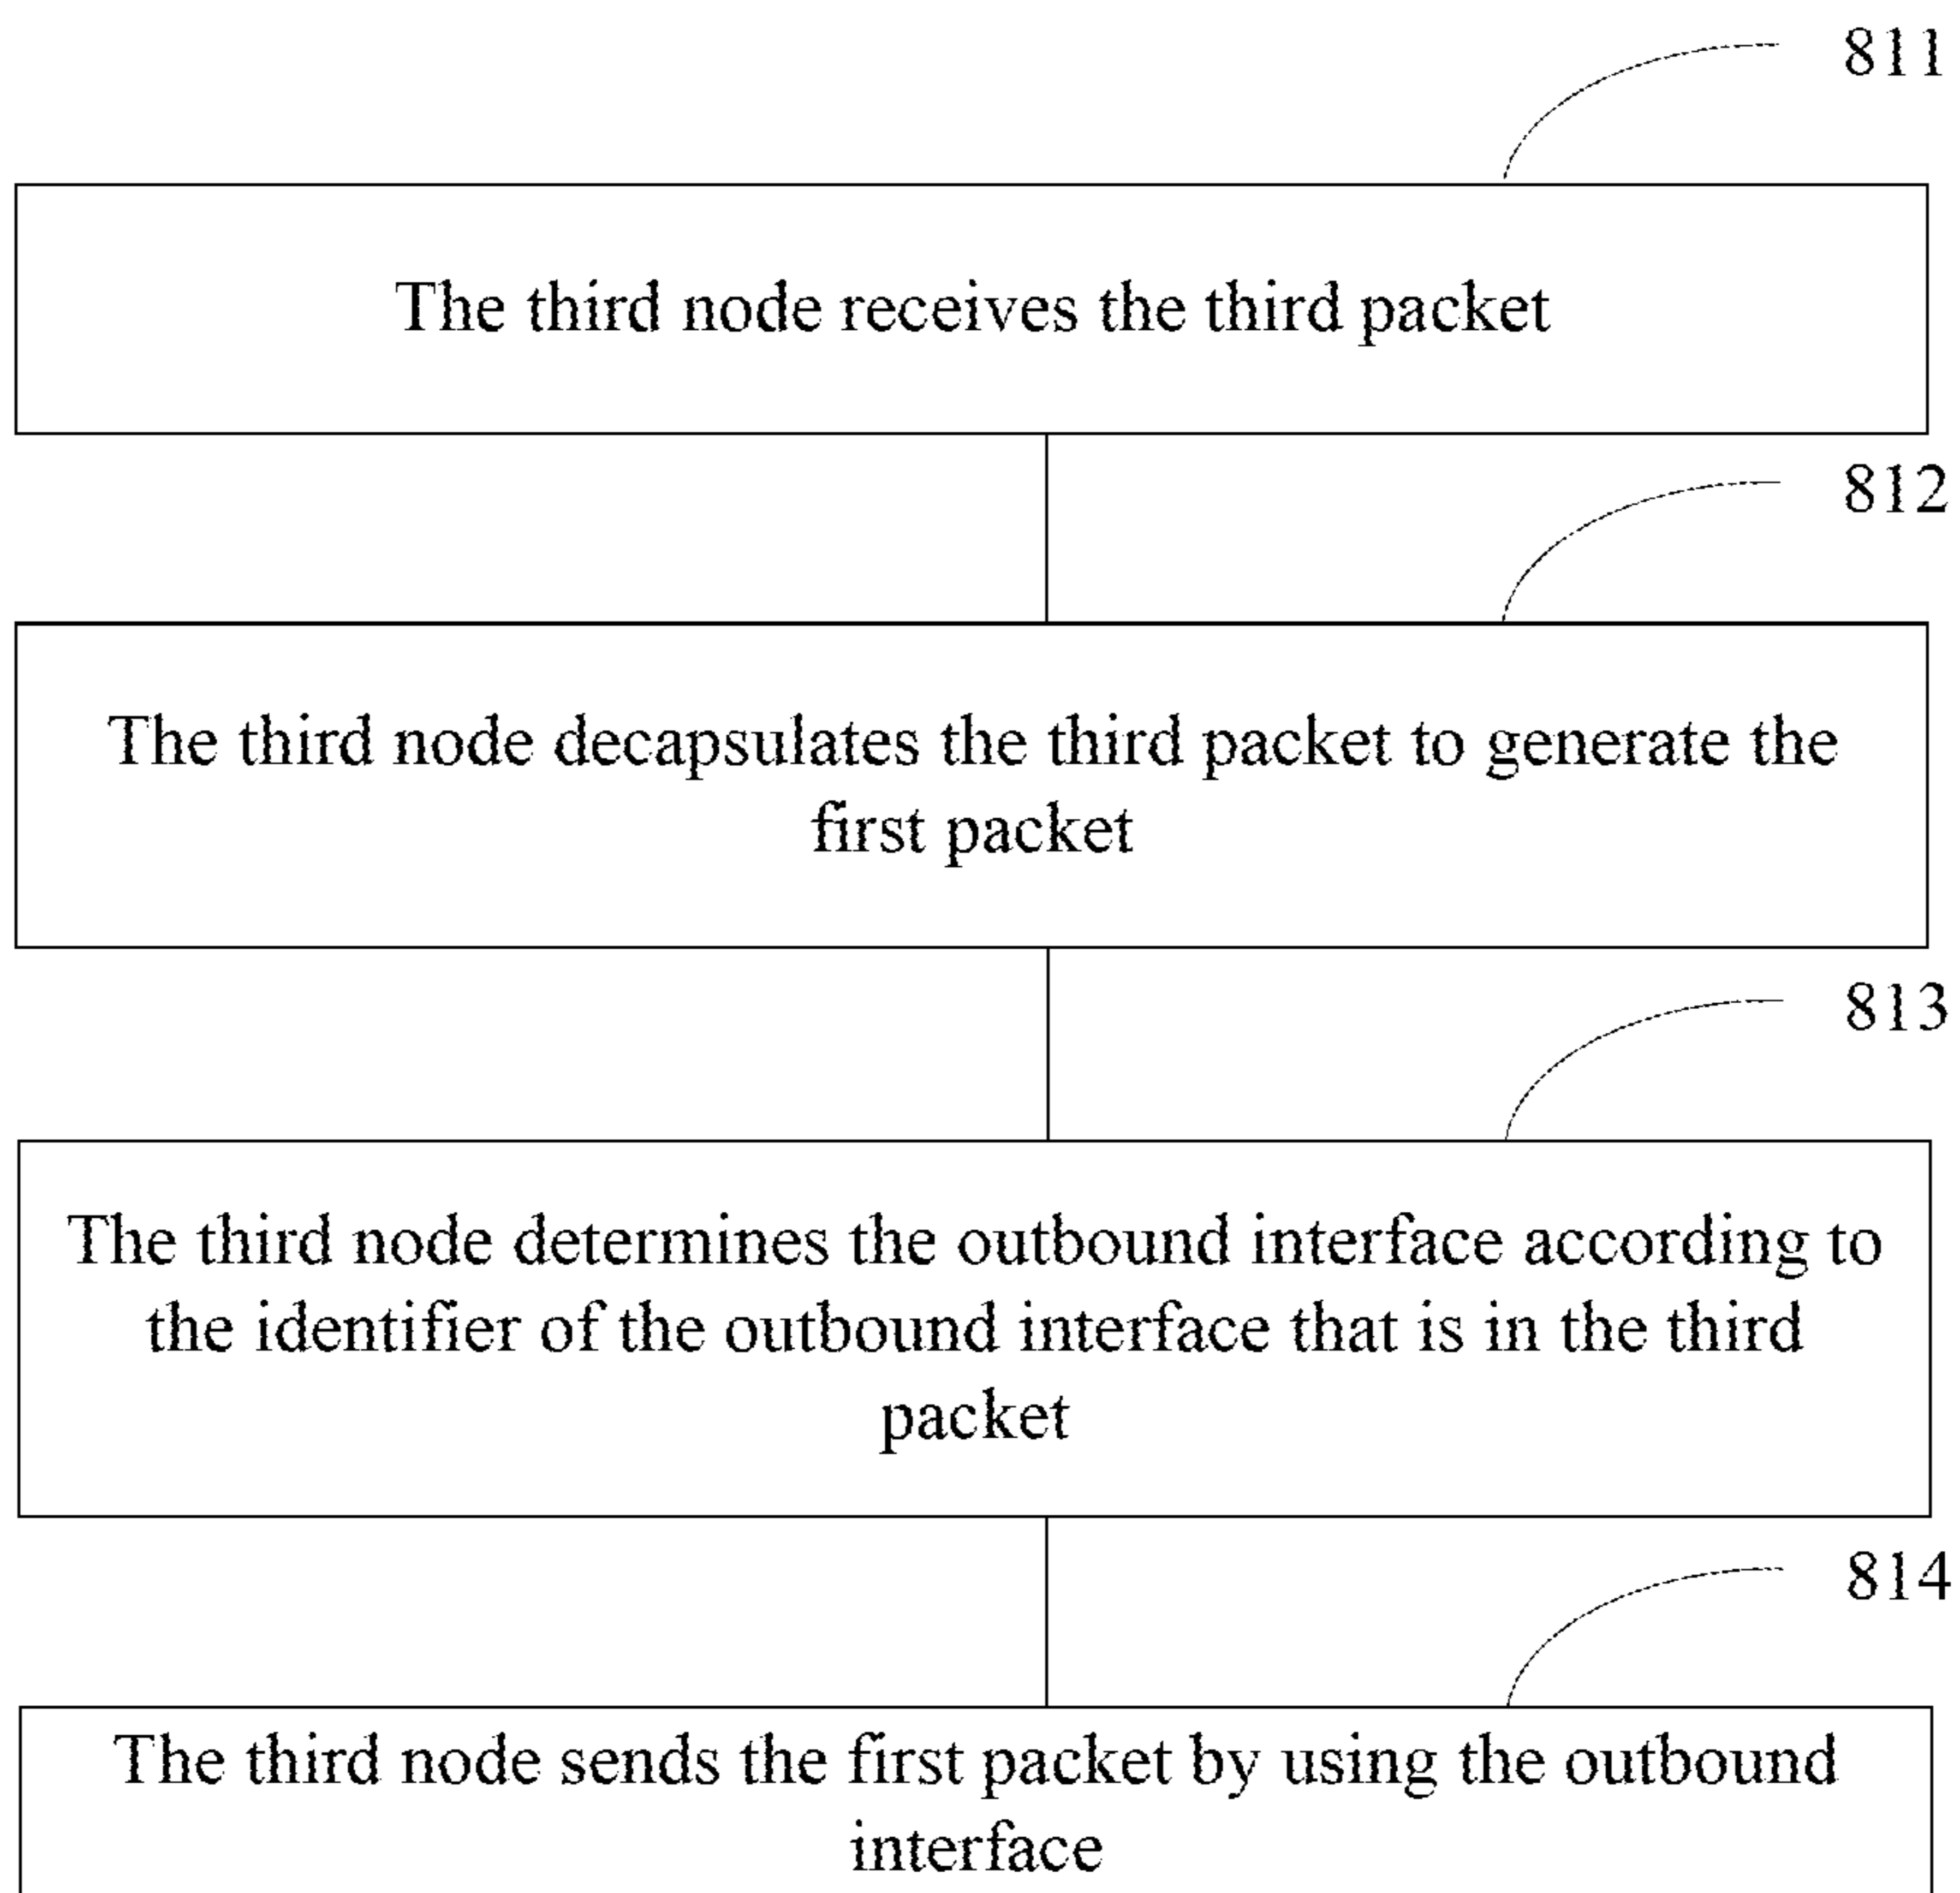 811
The third node receives the third packet
812
The third node decapsulates the third packet to generate the
first packet
813
The third node determines the outbound interface according to
the identifier of the outbound interface that is in the third
packet
814
The third node sends the first packet by using the outbound
interface